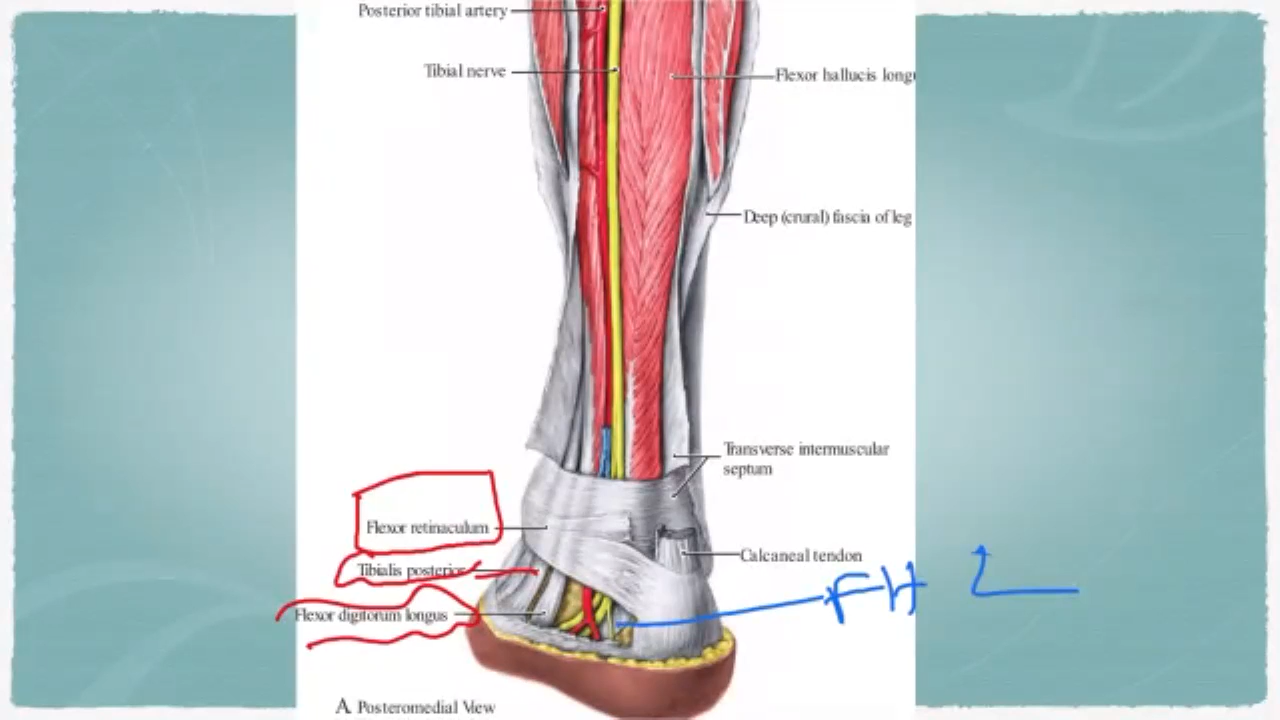 Posterior tibial artery
Tibial nerve
Flexor hallucis longu
Deep (crural) fascia of leg
Transverse intermuscular
septum
Flexor retinaculum
Calcaneal tendon
Tibialis posterior
FHL
Flexor digitorum longus
A. Posteromedial View